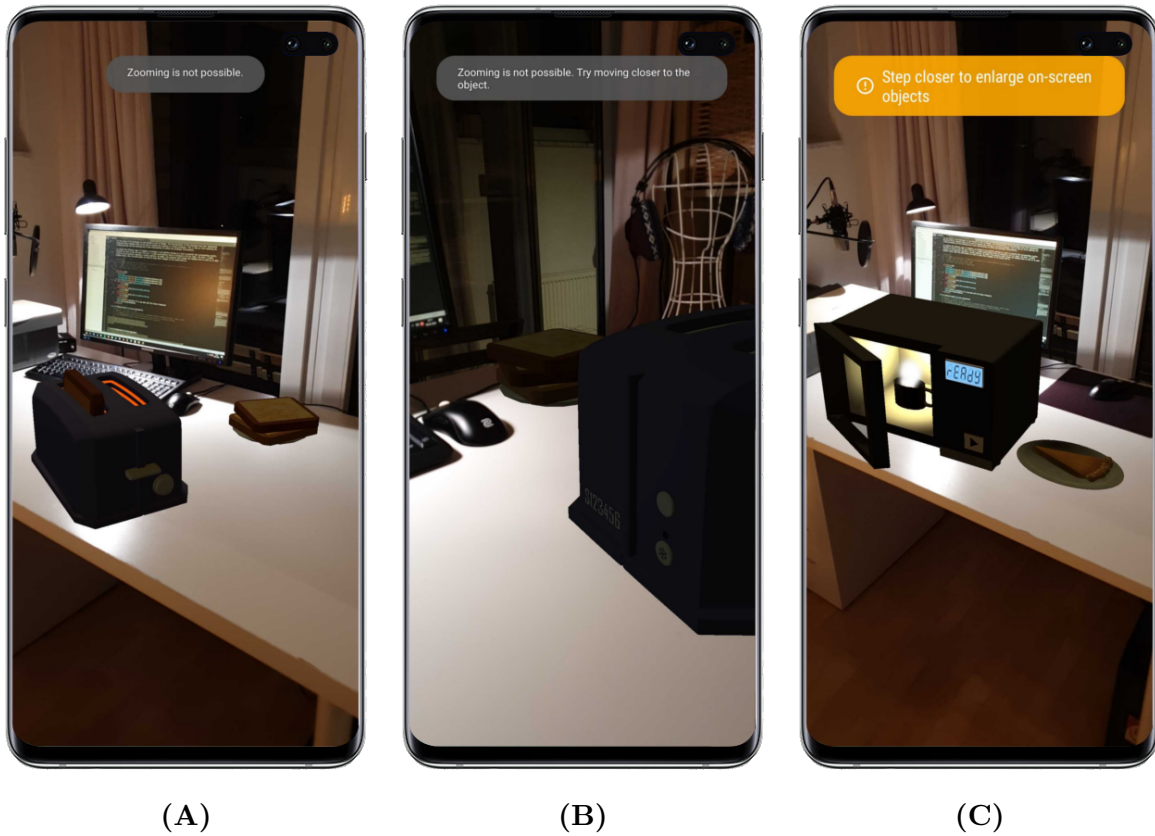 Zooming is not possible.
Zooming is not possible. Try moving closer to the
object.
Step closer to enlarge on-screen
objects
rEAdY
S123456
(A)
(B)
(C)